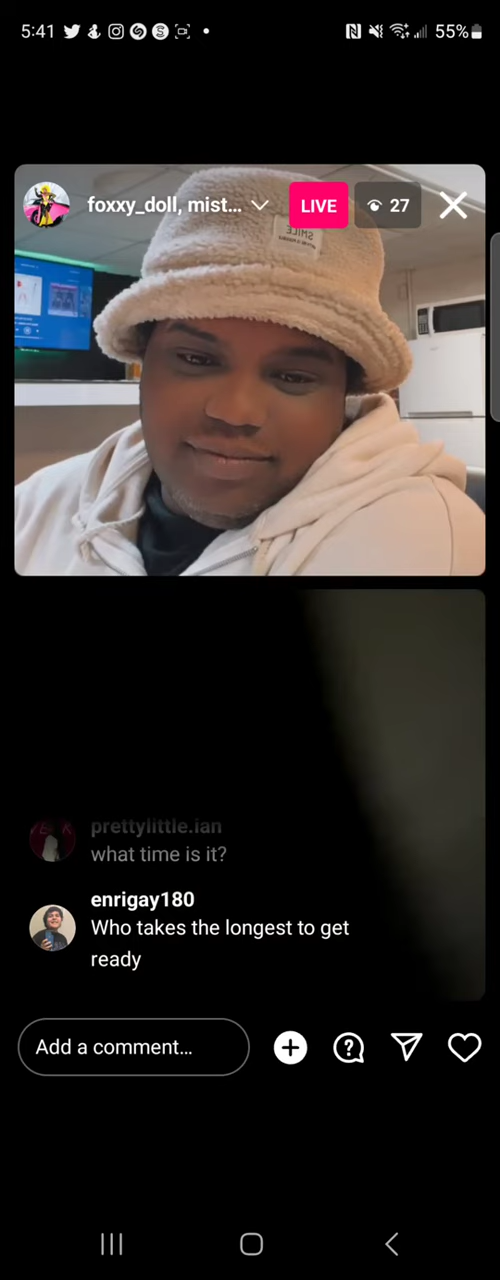 5:41
55%
foxxy_doll, mist...
LIVE
27
SMILE
prettylittle.ian
what time is it?
enrigay180
Who takes the longest to get
ready
Add a comment...